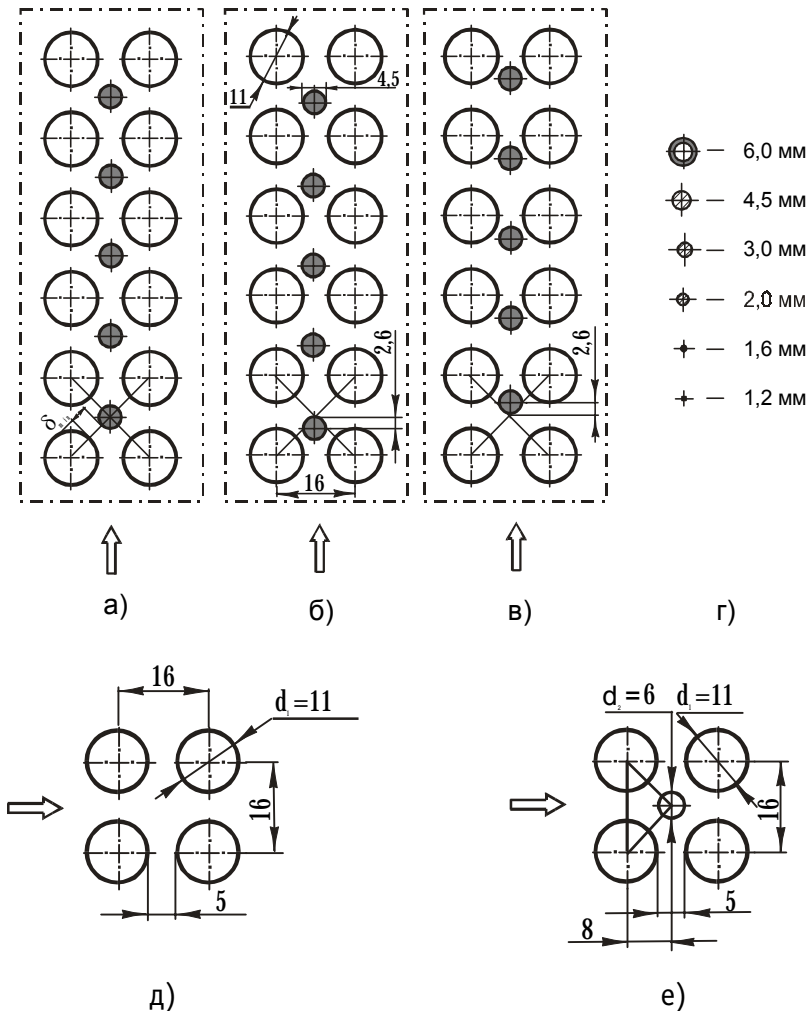 11
4,5
2,6
16
2,6
6,0 мм
4,5 мм
3,0 мм
2,0 мм
1,6 мм
1,2 мм
а)
б)
в)
г)
16
d₁=11
16
5
d₂=6
d₁=11
16
5
8
д)
е)